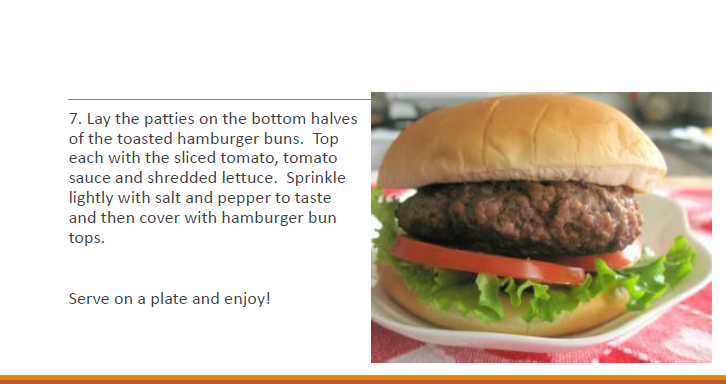 7. Lay the patties on the bottom halves
of the toasted hamburger buns.  Top
each with the sliced tomato, tomato
sauce and shredded lettuce.  Sprinkle
lightly with salt and pepper to taste
and then cover with hamburger bun
tops.
Serve on a plate and enjoy!